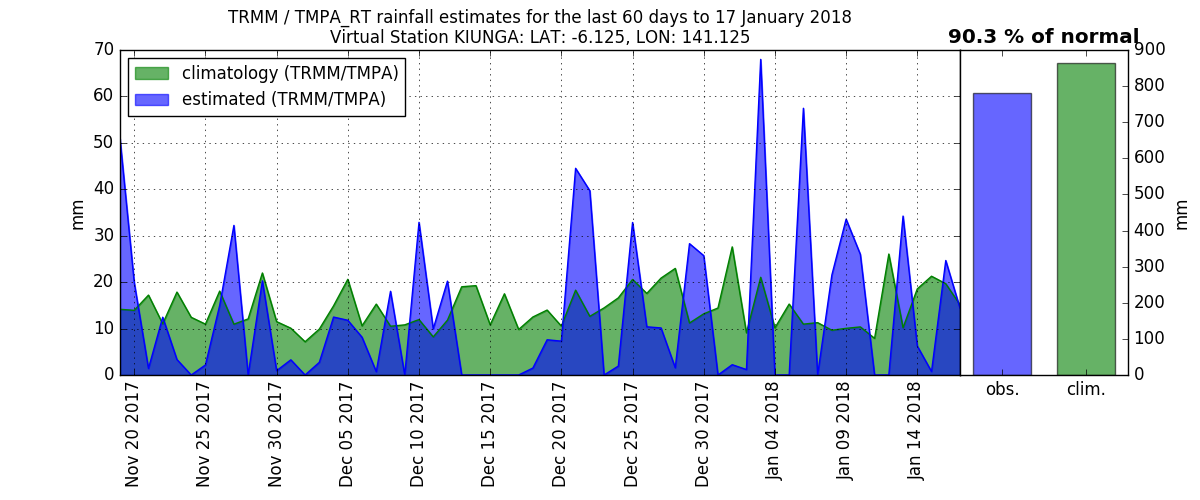 TRMM / TMPA_RT rainfall estimates for the last 60 days to 17 January 2018
Virtual Station KIUNGA: LAT: -6.125, LON: 141.125
90.3 % of normal
climatology (TRMM/TMPA)
estimated (TRMM/TMPA)
mm
70
60
50
40
30
20
10
0
Nov 20 2017
Nov 25 2017
Nov 30 2017
Dec 05 2017
Dec 10 2017
Dec 15 2017
Dec 20 2017
Dec 25 2017
Dec 30 2017
Jan 04 2018
Jan 09 2018
Jan 14 2018
obs.
clim.
900
800
700
600
500
400
300
200
100
0
mm